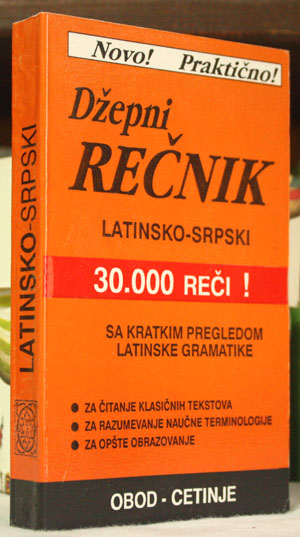 Novo! Praktično!
Džepni
REČNIK
LATINSKO-SRPSKI
30.000 REČI !
SA KRATKIM PREGLEDOM
LATINSKE GRAMATIKE
● ZA ČITANJE KLASIČNIH TEKSTOVA
● ZA RAZUMEVANJE NAUČNE TERMINOLOGIJE
● ZA OPŠTE OBRAZOVANJE
OBOD - CETINJE
LATINSKO-SRPSKI